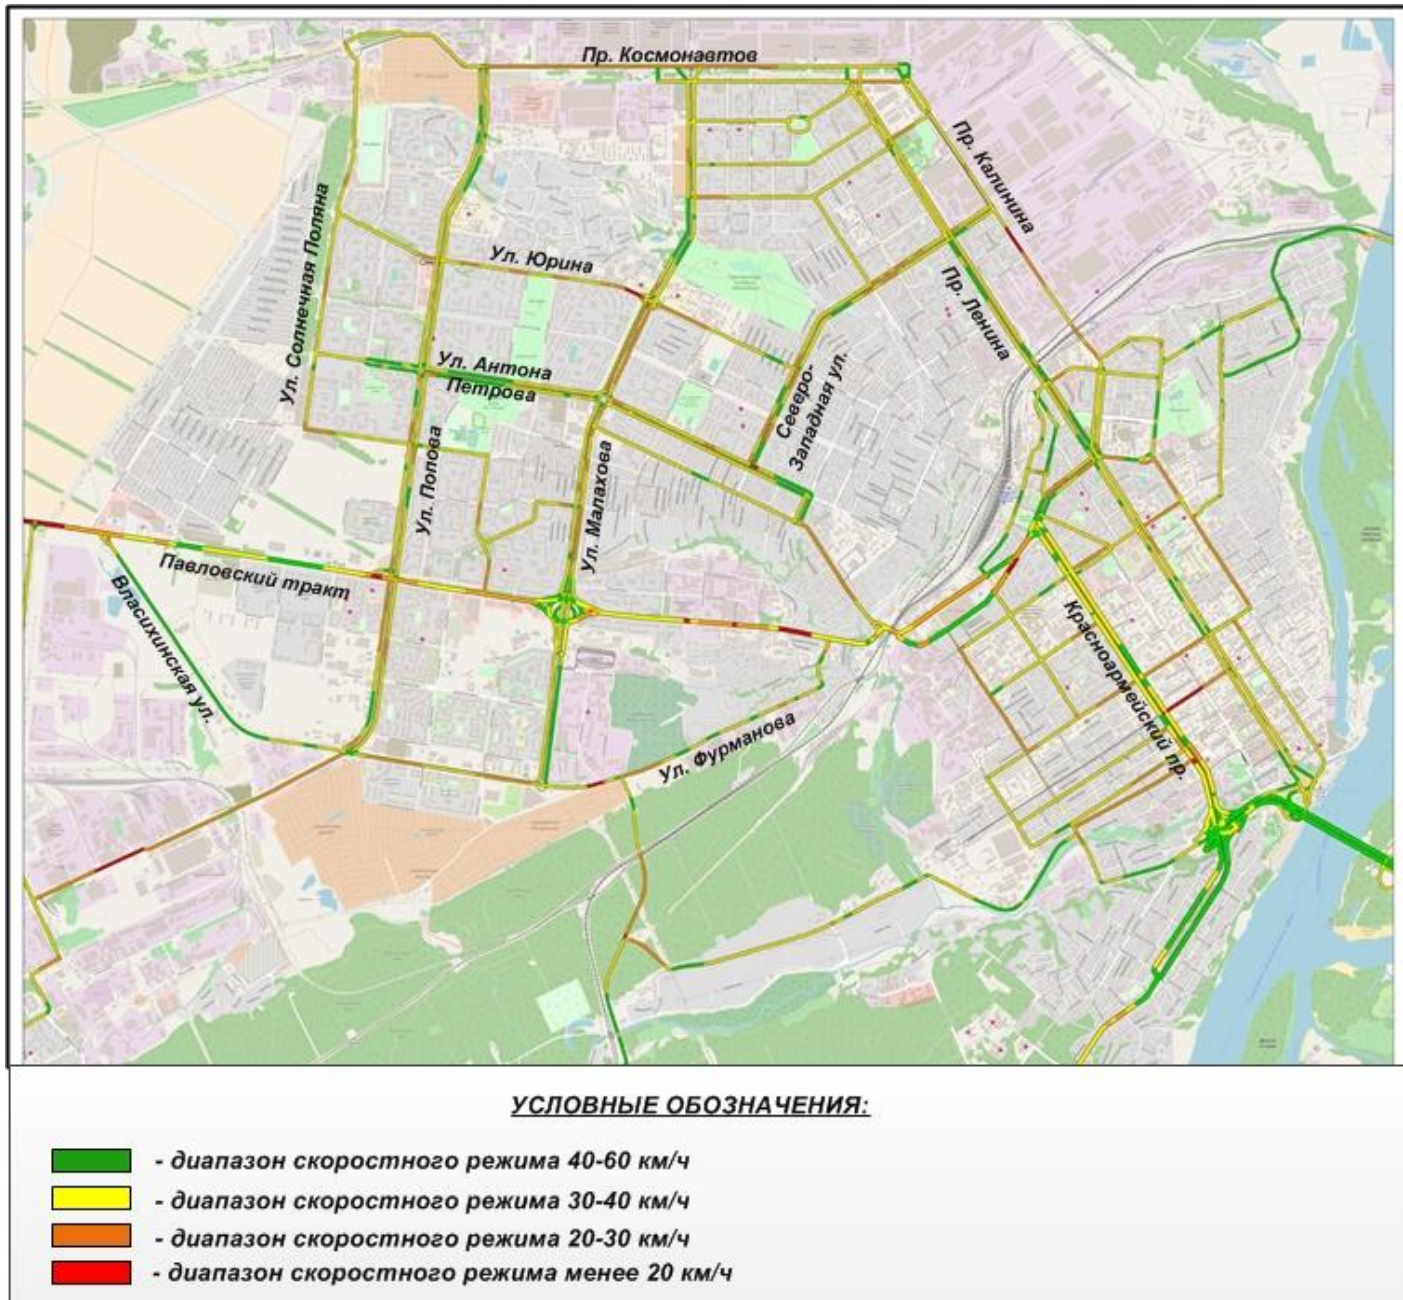 Пр. Космонавтов
Пр. Калинина
Ул. Солнечная Поляна
Ул. Юрина
Пр. Ленина
Ул. Антона
Петрова
Северо-
Западная ул.
Ул. Попова
Ул. Малахова
Павловский тракт
Власихинская ул.
Красноармейский пр.
Ул. Фурманова
УСЛОВНЫЕ ОБОЗНАЧЕНИЯ:
- диапазон скоростного режима 40-60 км/ч
- диапазон скоростного режима 30-40 км/ч
- диапазон скоростного режима 20-30 км/ч
- диапазон скоростного режима менее 20 км/ч